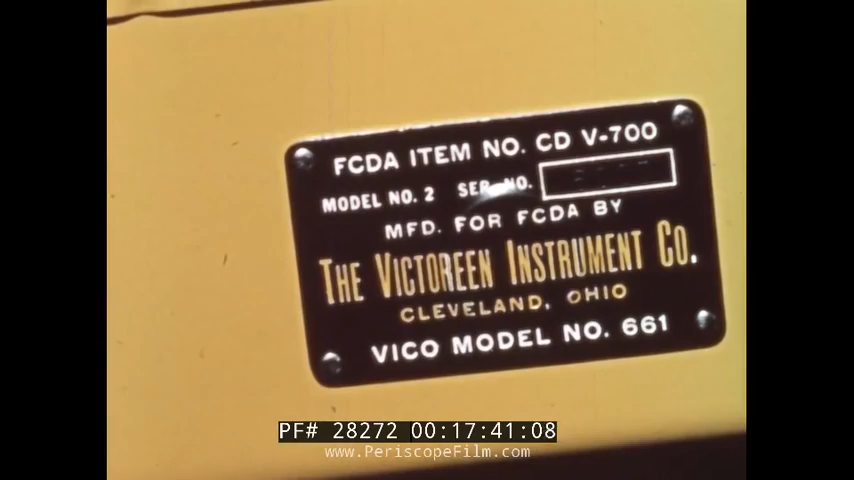 FCDA ITEM NO. CD V-700
MODEL NO. 2 SER. NO.
MFD. FOR FCDA BY
THE VICTOREEN INSTRUMENT CO.
CLEVELAND, OHIO
VICO MODEL NO. 661
PF# 28272 00:17:41:08
www.PeriscopeFilm.com